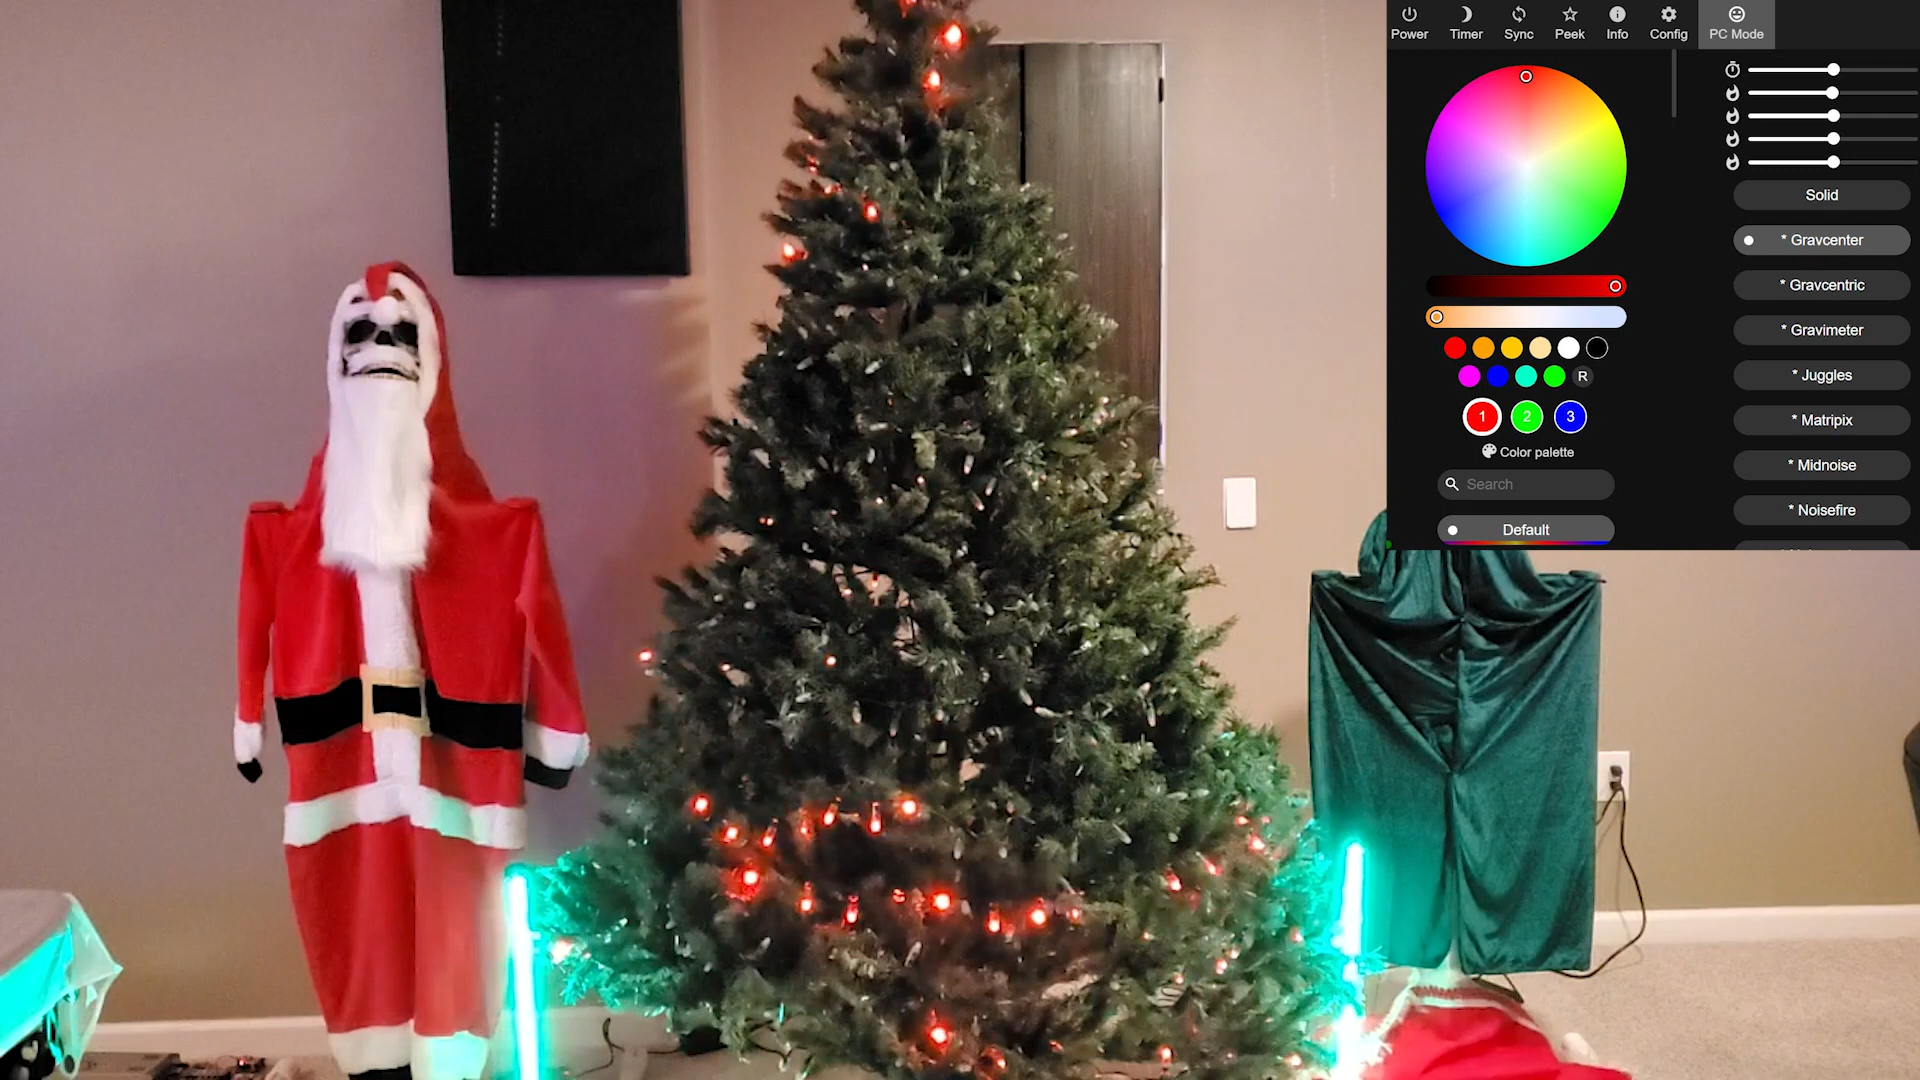 Power Timer Sync Peek Info Config PC Mode
R
1 2 3
Color palette
Search
Default
Solid
* Gravcenter
* Gravcentric
* Gravimeter
* Juggles
* Matripix
* Midnoise
* Noisefire